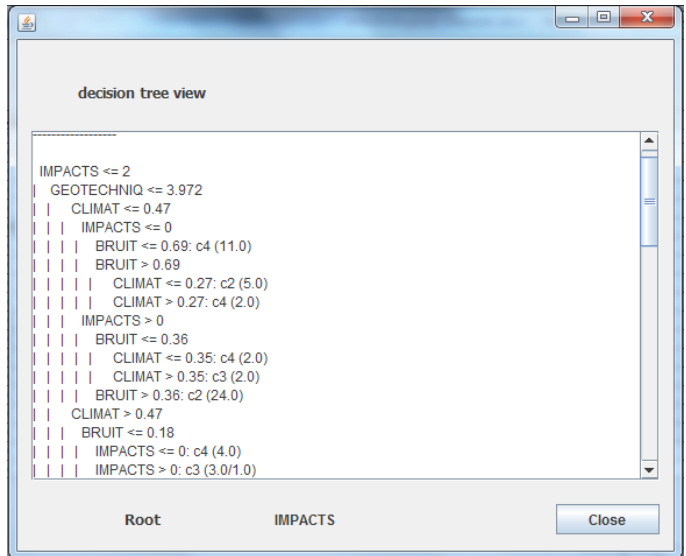 decision tree view
------------------
IMPACTS <= 2
|   GEOTECHNIQ <= 3.972
|   |   CLIMAT <= 0.47
|   |   |   IMPACTS <= 0
|   |   |   |   BRUIT <= 0.69: c4 (11.0)
|   |   |   |   BRUIT > 0.69
|   |   |   |   |   CLIMAT <= 0.27: c2 (5.0)
|   |   |   |   |   CLIMAT > 0.27: c4 (2.0)
|   |   |   IMPACTS > 0
|   |   |   |   BRUIT <= 0.36
|   |   |   |   |   CLIMAT <= 0.35: c4 (2.0)
|   |   |   |   |   CLIMAT > 0.35: c3 (2.0)
|   |   |   |   BRUIT > 0.36: c2 (24.0)
|   |   CLIMAT > 0.47
|   |   |   BRUIT <= 0.18
|   |   |   |   IMPACTS <= 0: c4 (4.0)
|   |   |   |   IMPACTS > 0: c3 (3.0/1.0)
Root IMPACTS Close